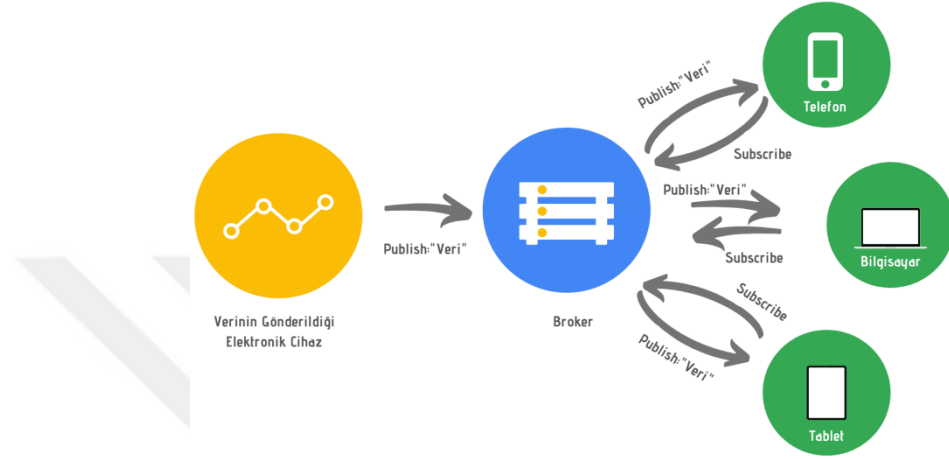 Publish:"Veri"
Telefon
Subscribe
Publish:"Veri"
Publish:"Veri"
Subscribe
Bilgisayar
Verinin Gönderildiği
Elektronik Cihaz
Broker
Subscribe
Publish:"Veri"
Tablet